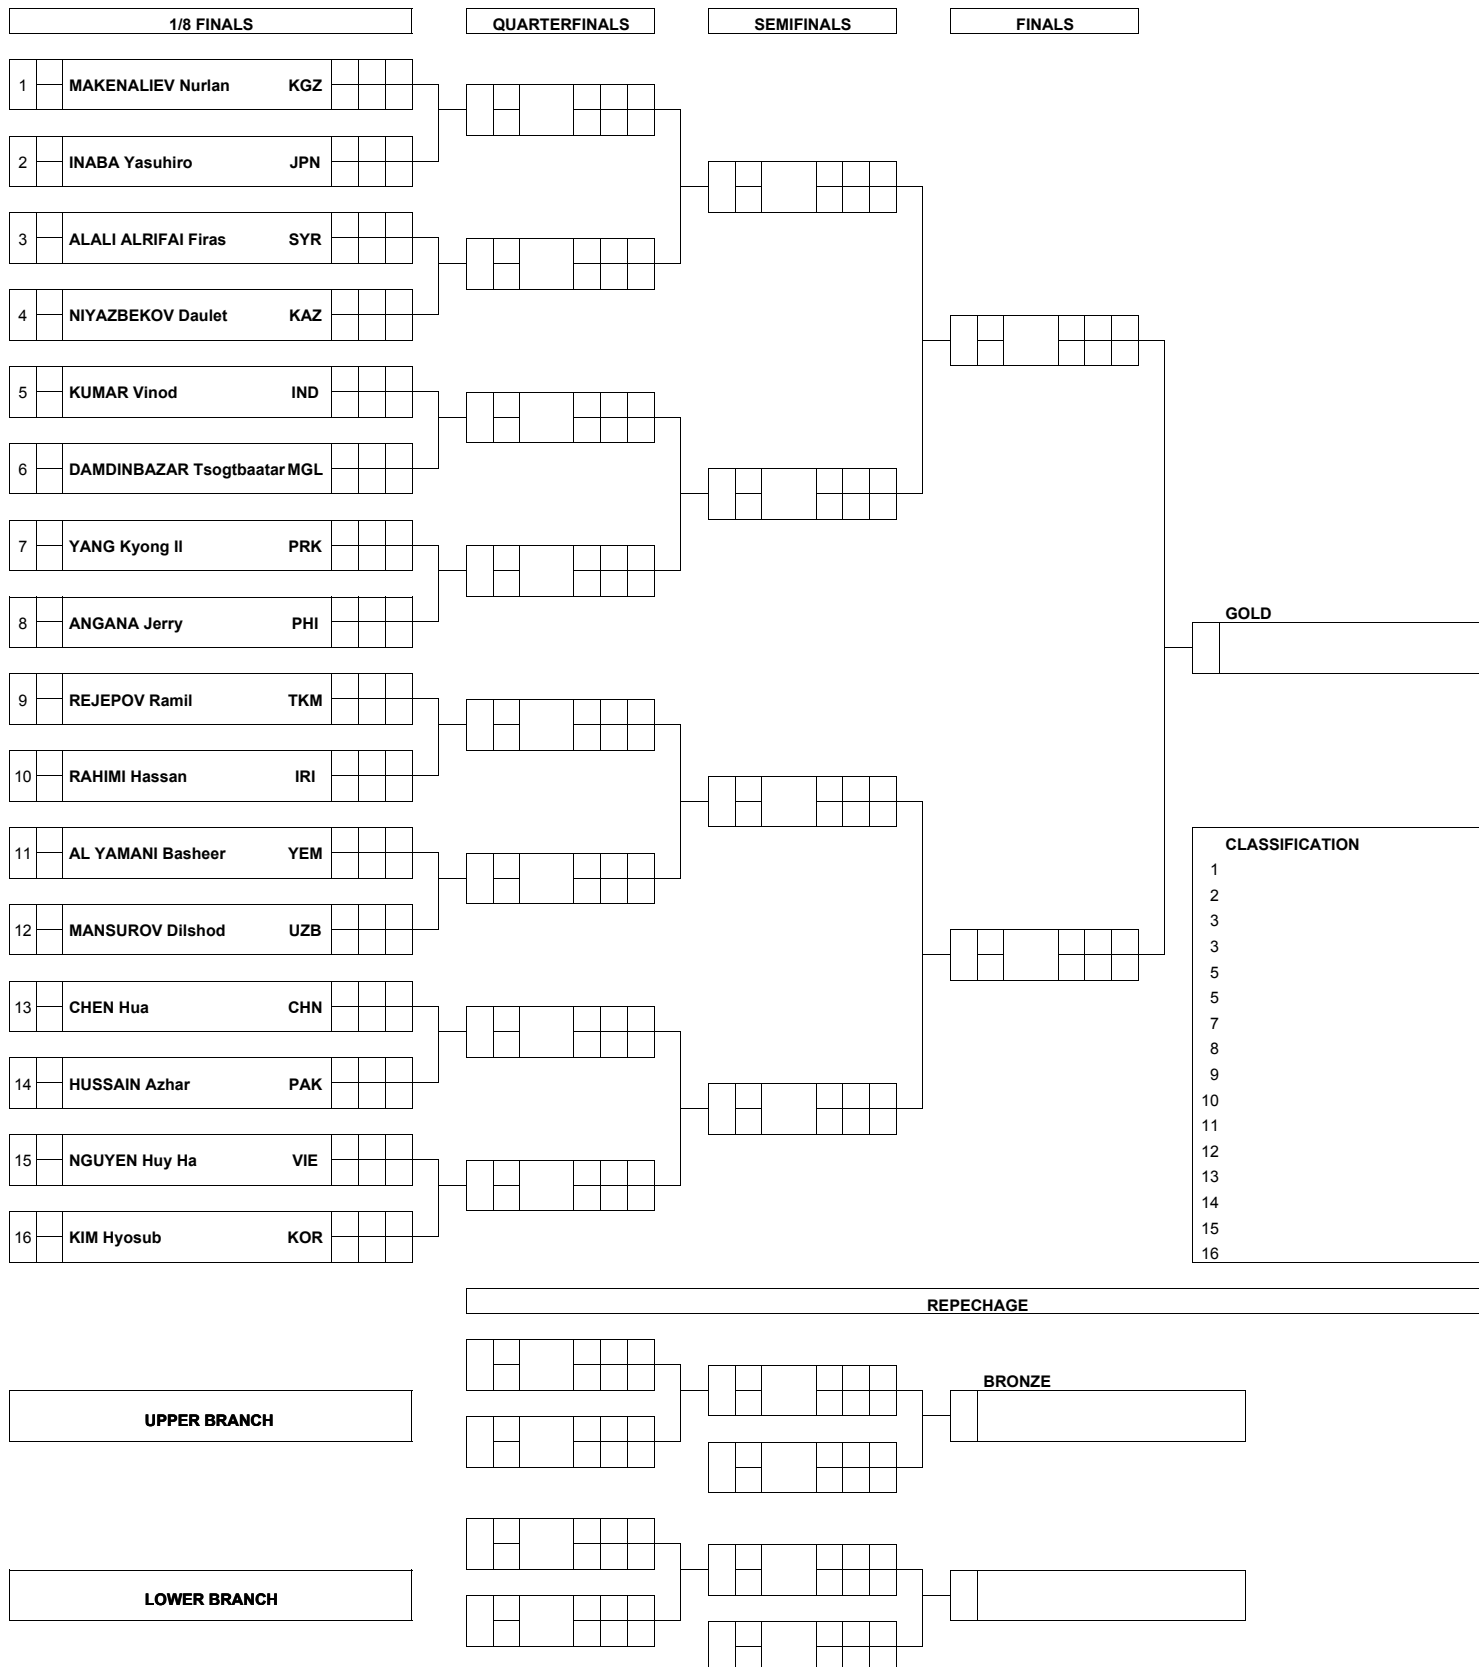 1/8 FINALS QUARTERFINALS SEMIFINALS FINALS
1 MAKENALIEV Nurlan KGZ
2 INABA Yasuhiro JPN
3 ALALI ALRIFAI Firas SYR
4 NIYAZBEKOV Daulet KAZ
5 KUMAR Vinod IND
6 DAMDINBAZAR Tsogtbaatar MGL
7 YANG Kyong Il PRK
8 ANGANA Jerry PHI
GOLD
9 REJEPOV Ramil TKM
10 RAHIMI Hassan IRI
11 AL YAMANI Basheer YEM
12 MANSUROV Dilshod UZB
13 CHEN Hua CHN
14 HUSSAIN Azhar PAK
15 NGUYEN Huy Ha VIE
16 KIM Hyosub KOR
CLASSIFICATION
1
2
3
3
5
5
7
8
9
10
11
12
13
14
15
16
REPECHAGE
BRONZE
UPPER BRANCH
LOWER BRANCH